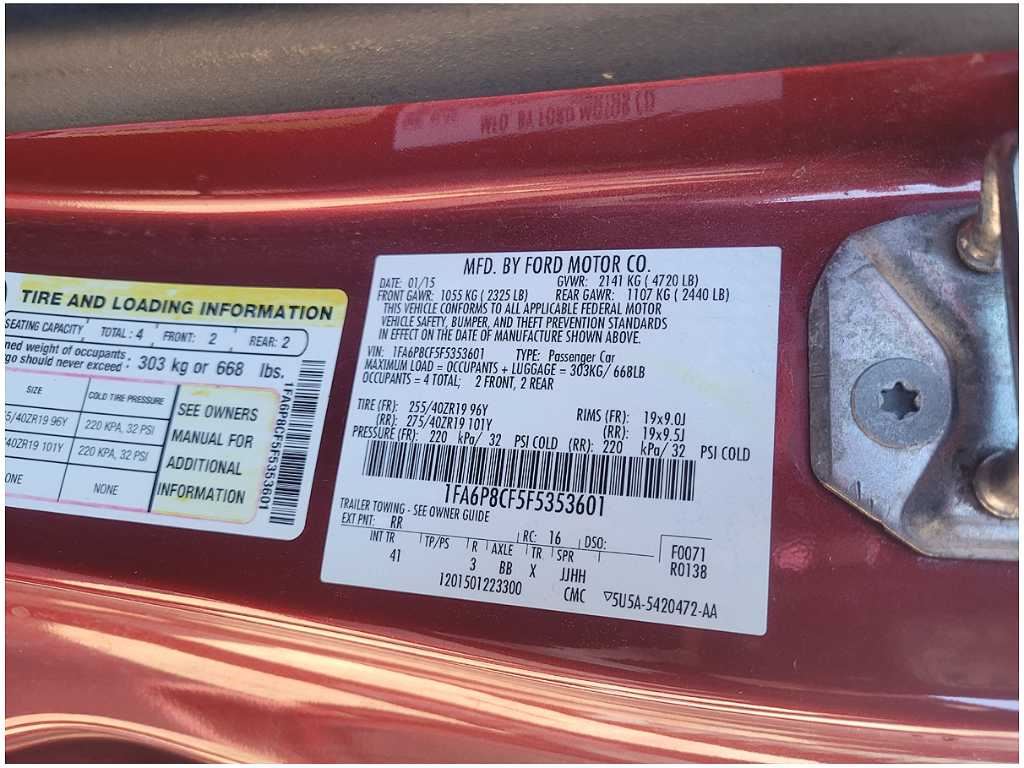 MFD. BY FORD MOTOR CO
TIRE AND LOADING INFORMATION
SEATING CAPACITY TOTAL : 4 FRONT: 2 REAR: 2
weight of occupants
should never exceed : 303 kg or 668 lbs.
SIZE COLD TIRE PRESSURE SEE OWNERS
/40ZR19 96Y 220 KPA, 32 PSI MANUAL FOR
40ZR19 101Y 220 KPA, 32 PSI ADDITIONAL
NONE INFORMATION
1FA6P8CF5F5353601
MFD. BY FORD MOTOR CO.
DATE: 01/15 GVWR: 2141 KG ( 4720 LB)
FRONT GAWR: 1055 KG ( 2325 LB) REAR GAWR: 1107 KG ( 2440 LB)
THIS VEHICLE CONFORMS TO ALL APPLICABLE FEDERAL MOTOR
VEHICLE SAFETY, BUMPER, AND THEFT PREVENTION STANDARDS
IN EFFECT ON THE DATE OF MANUFACTURE SHOWN ABOVE.
VIN: 1FA6P8CF5F5353601 TYPE: Passenger Car
MAXIMUM LOAD = OCCUPANTS + LUGGAGE = 303KG/ 668LB
OCCUPANTS = 4 TOTAL, 2 FRONT, 2 REAR
TIRE (FR): 255/40ZR19 96Y RIMS (FR): 19x9.0J
(RR): 275/40ZR19 101Y (RR): 19x9.5J
PRESSURE (FR): 220 kPa/ 32 PSI COLD (RR): 220 kPa/ 32 PSI COLD
1FA6P8CF5F5353601
TRAILER TOWING - SEE OWNER GUIDE
EXT PNT: RR RC: 16 DSO: F0071
INT TR TP/PS R AXLE TR SPR R0138
41 3 BB X JJHH
1201501223300 CMC ▽5U5A-5420472-AA